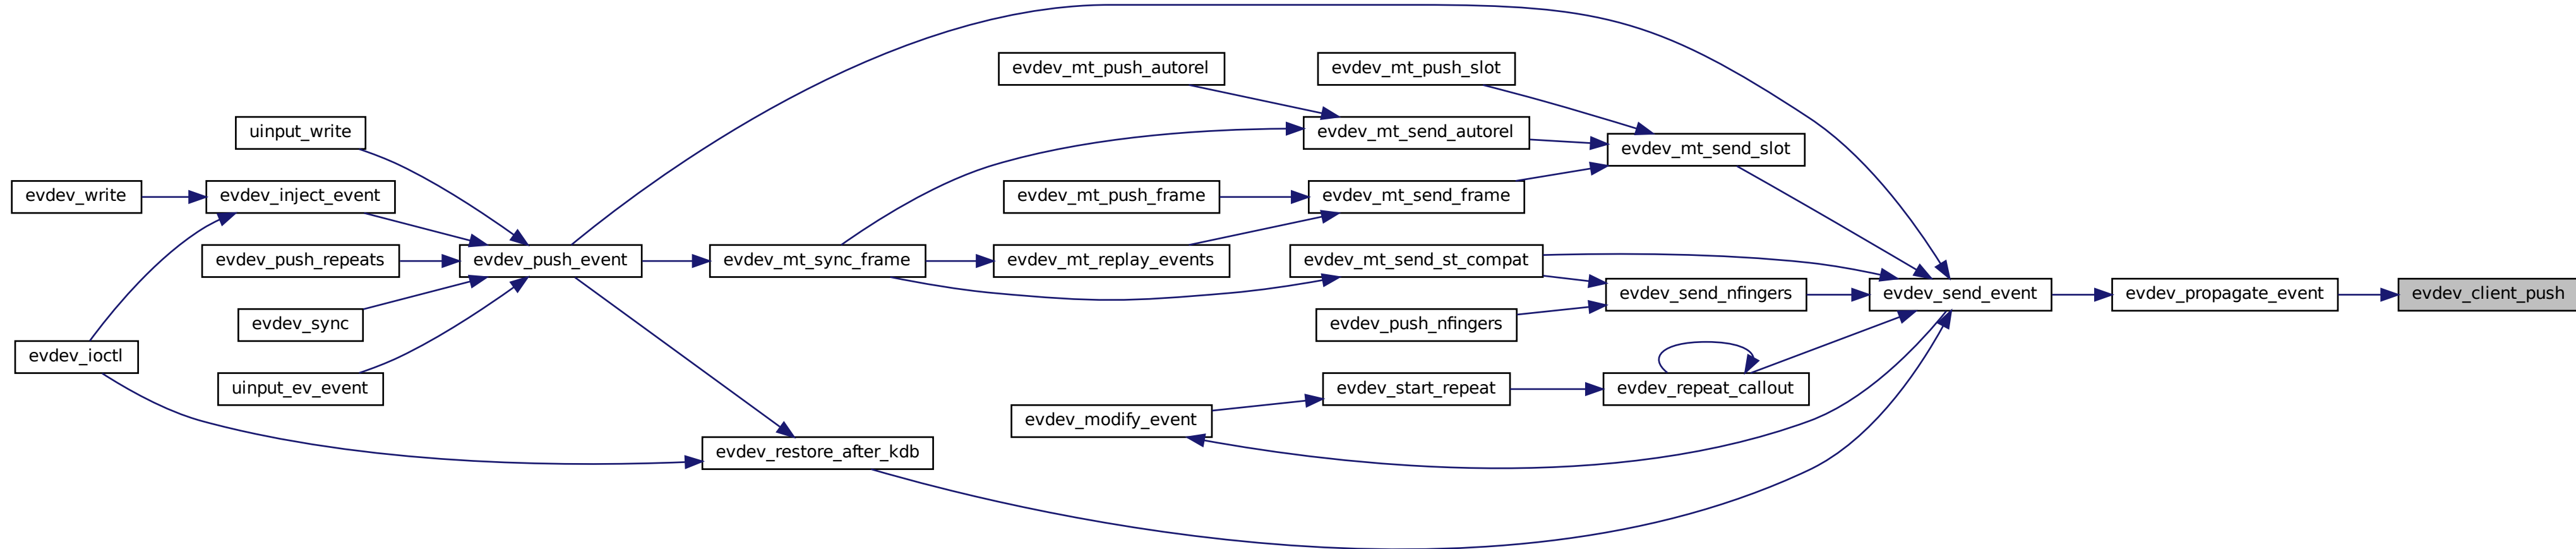 evdev_mt_push_autorel
evdev_mt_push_slot
uinput_write
evdev_mt_send_autorel
evdev_mt_send_slot
evdev_write
evdev_inject_event
evdev_mt_push_frame
evdev_mt_send_frame
evdev_push_repeats
evdev_push_event
evdev_mt_sync_frame
evdev_mt_replay_events
evdev_mt_send_st_compat
evdev_send_nfingers
evdev_send_event
evdev_propagate_event
evdev_client_push
evdev_sync
evdev_push_nfingers
evdev_ioctl
uinput_ev_event
evdev_start_repeat
evdev_repeat_callout
evdev_modify_event
evdev_restore_after_kdb